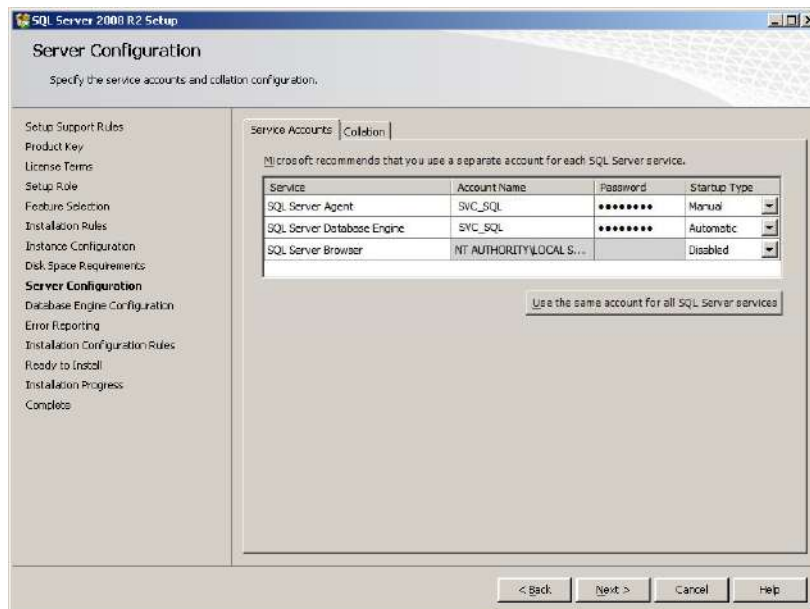 SQL Server 2008 R2 Setup
Server Configuration
Specify the service accounts and collation configuration.
Setup Support Rules
Product Key
License Terms
Setup Role
Feature Selection
Installation Rules
Instance Configuration
Disk Space Requirements
Server Configuration
Database Engine Configuration
Error Reporting
Installation Configuration Rules
Ready to Install
Installation Progress
Complete
Service Accounts Collation
Microsoft recommends that you use a separate account for each SQL Server service.
Service Account Name Password Startup Type
SQL Server Agent SVC_SQL ●●●●●●●● Manual
SQL Server Database Engine SVC_SQL ●●●●●●●● Automatic
SQL Server Browser NT AUTHORITY\LOCAL S... Disabled
Use the same account for all SQL Server services
< Back Next > Cancel Help